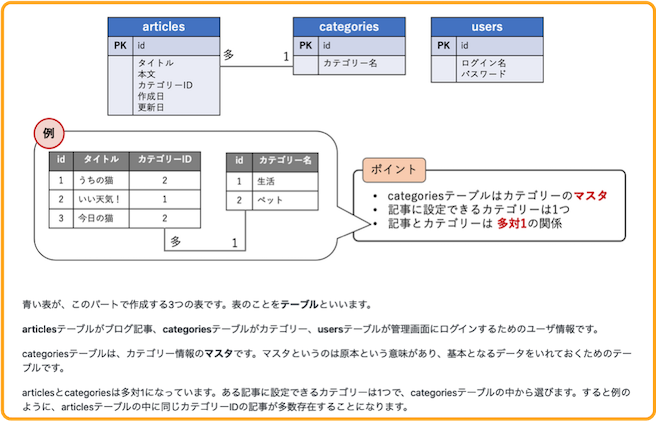 articles
PK id
タイトル
本文
カテゴリーID
作成日
更新日
多 1
categories
PK id
カテゴリー名
users
PK id
ログイン名
パスワード
例
id タイトル カテゴリーID
1 うちの猫 2
2 いい天気！ 1
3 今日の猫 2
id カテゴリー名
1 生活
2 ペット
多 1
ポイント
• categoriesテーブルはカテゴリーのマスタ
• 記事に設定できるカテゴリーは1つ
• 記事とカテゴリーは 多対1の関係
青い表が、このパートで作成する3つの表です。表のことをテーブルといいます。
articlesテーブルがブログ記事、categoriesテーブルがカテゴリー、usersテーブルが管理画面にログインするためのユーザ情報です。
categoriesテーブルは、カテゴリー情報のマスタです。マスタというのは原本という意味があり、基本となるデータをいれておくためのテー
ブルです。
articlesとcategoriesは多対1になっています。ある記事に設定できるカテゴリーは1つで、categoriesテーブルの中から選びます。すると例の
ように、articlesテーブルの中に同じカテゴリーIDの記事が多数存在することになります。